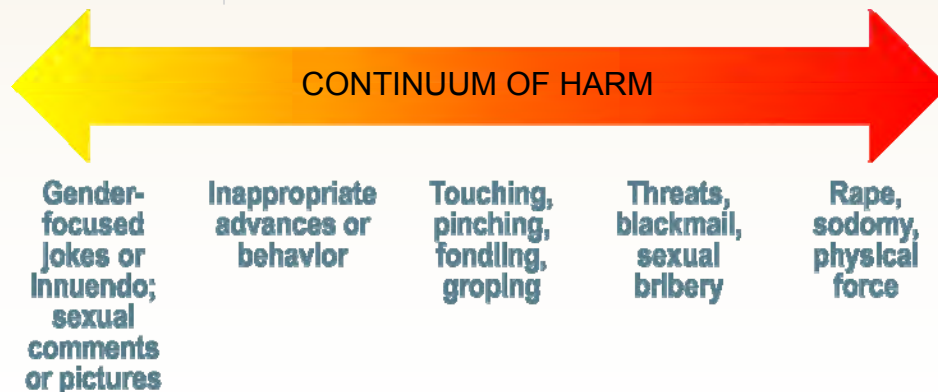 CONTINUUM OF HARM
Gender-
focused
jokes or
innuendo;
sexual
comments
or pictures
Inappropriate
advances or
behavior
Touching,
pinching,
fondling,
groping
Threats,
blackmail,
sexual
bribery
Rape,
sodomy,
physical
force